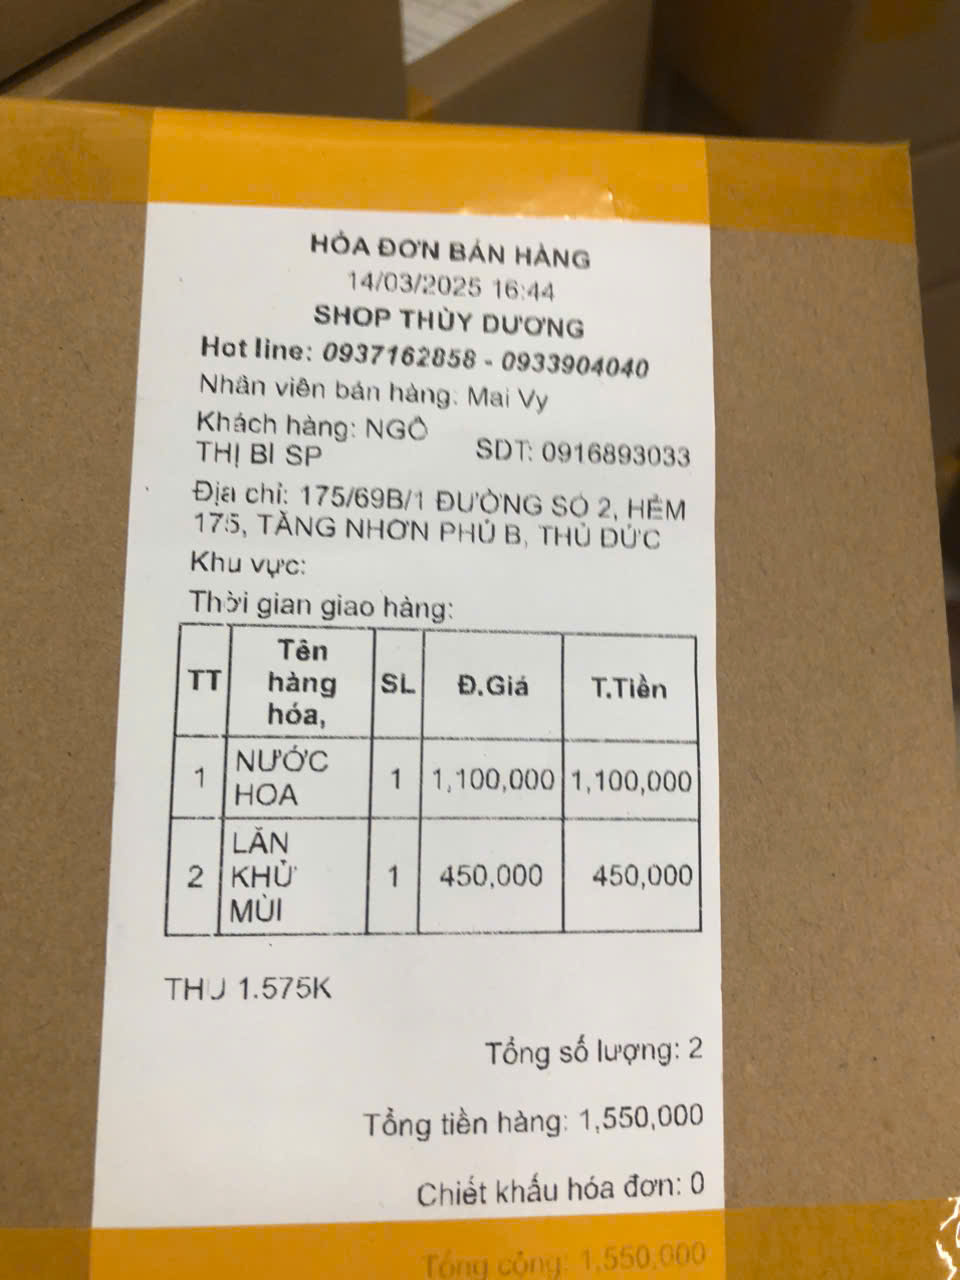 HÓA ĐƠN BÁN HÀNG
14/03/2025 16:44
SHOP THÙY DƯƠNG
Hot line: 0937162858 - 0933904040
Nhân viên bán hàng: Mai Vy
Khách hàng: NGÔ THỊ BI SP SDT: 0916893033
Địa chỉ: 175/69B/1 ĐƯỜNG SỐ 2, HẺM
175, TĂNG NHƠN PHÚ B, THỦ ĐỨC
Khu vực:
Thời gian giao hàng:
TT Tên hàng hóa, SL Đ.Giá T.Tiền
1 NƯỚC HOA 1 1,100,000 1,100,000
2 LĂN KHỬ MÙI 1 450,000 450,000
THU 1.575K
Tổng số lượng: 2
Tổng tiền hàng: 1,550,000
Chiết khấu hóa đơn: 0
Tổng cộng: 1,550,000